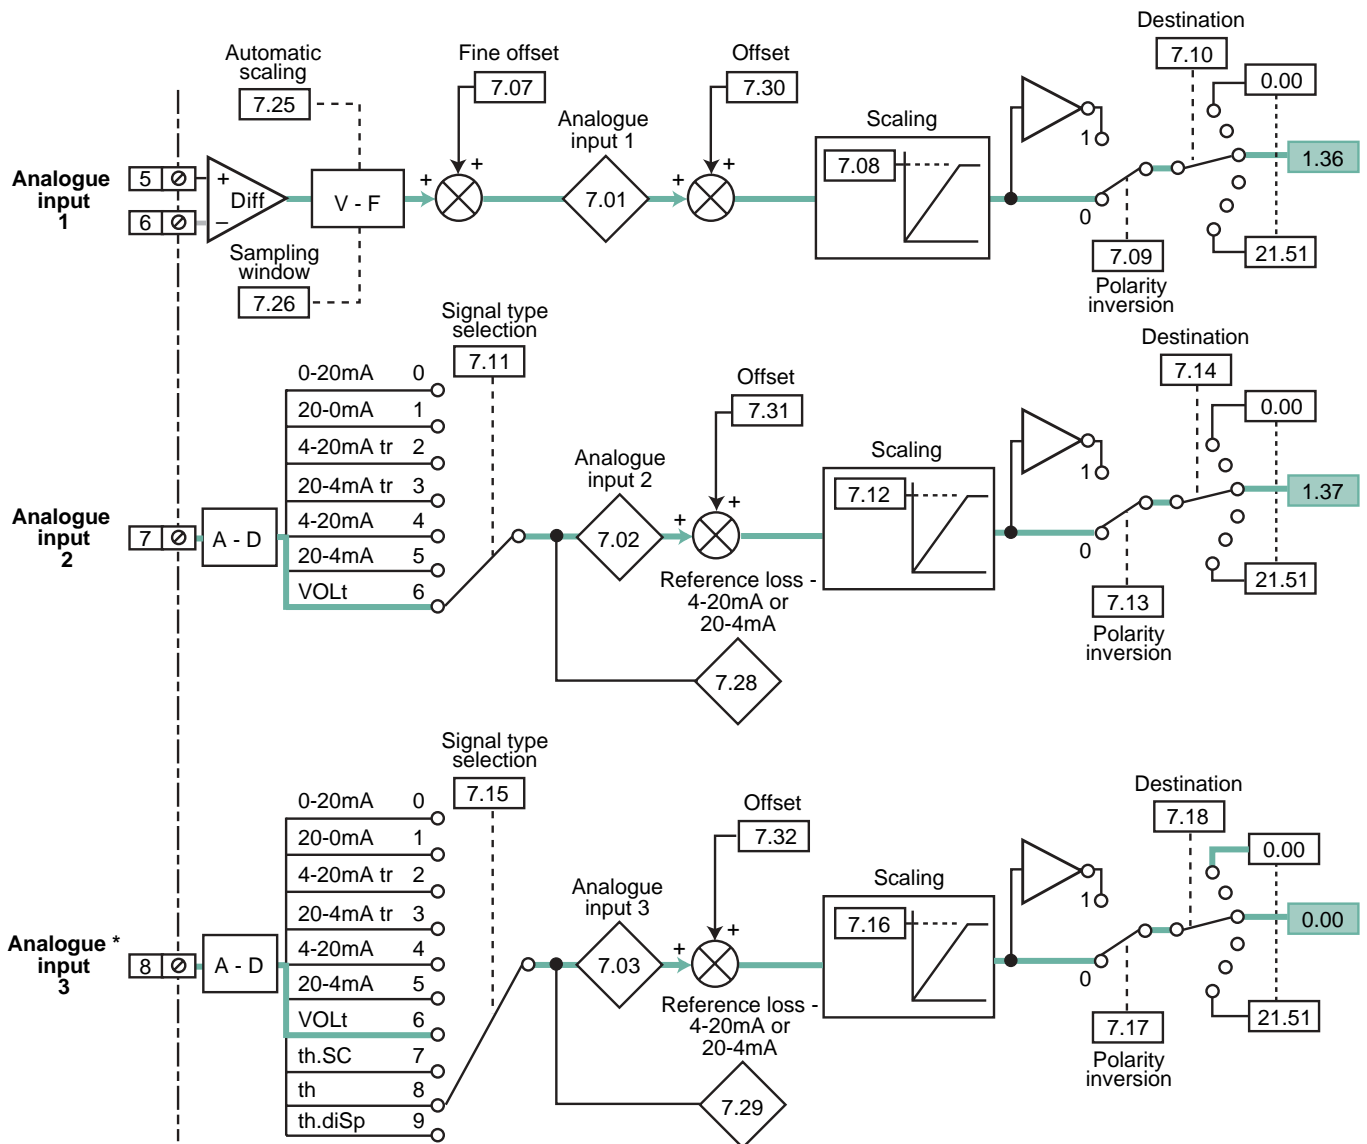 Destination
7.10
Automatic
scaling
7.25
Fine offset
7.07
Offset
7.30
0.00
Analogue
input 1
7.01
Scaling
7.08
1
1.36
Analogue
input
1
5
6
+
−
Diff
V - F
+
+
+
+
0
7.09
Polarity
inversion
21.51
Sampling
window
7.26
Signal type
selection
7.11
Destination
7.14
0-20mA 0
20-0mA 1
4-20mA tr 2
20-4mA tr 3
4-20mA 4
20-4mA 5
VOLt 6
Offset
7.31
0.00
Analogue
input 2
7.02
Scaling
7.12
1
1.37
Analogue
input
2
7
A - D
+
+
0
7.13
Polarity
inversion
21.51
Reference loss -
4-20mA or
20-4mA
7.28
Signal type
selection
7.15
Destination
7.18
0-20mA 0
20-0mA 1
4-20mA tr 2
20-4mA tr 3
4-20mA 4
20-4mA 5
VOLt 6
th.SC 7
th 8
th.diSp 9
Offset
7.32
0.00
Analogue
input 3
7.03
Scaling
7.16
1
0.00
Analogue *
input
3
8
A - D
+
+
0
7.17
Polarity
inversion
21.51
Reference loss -
4-20mA or
20-4mA
7.29